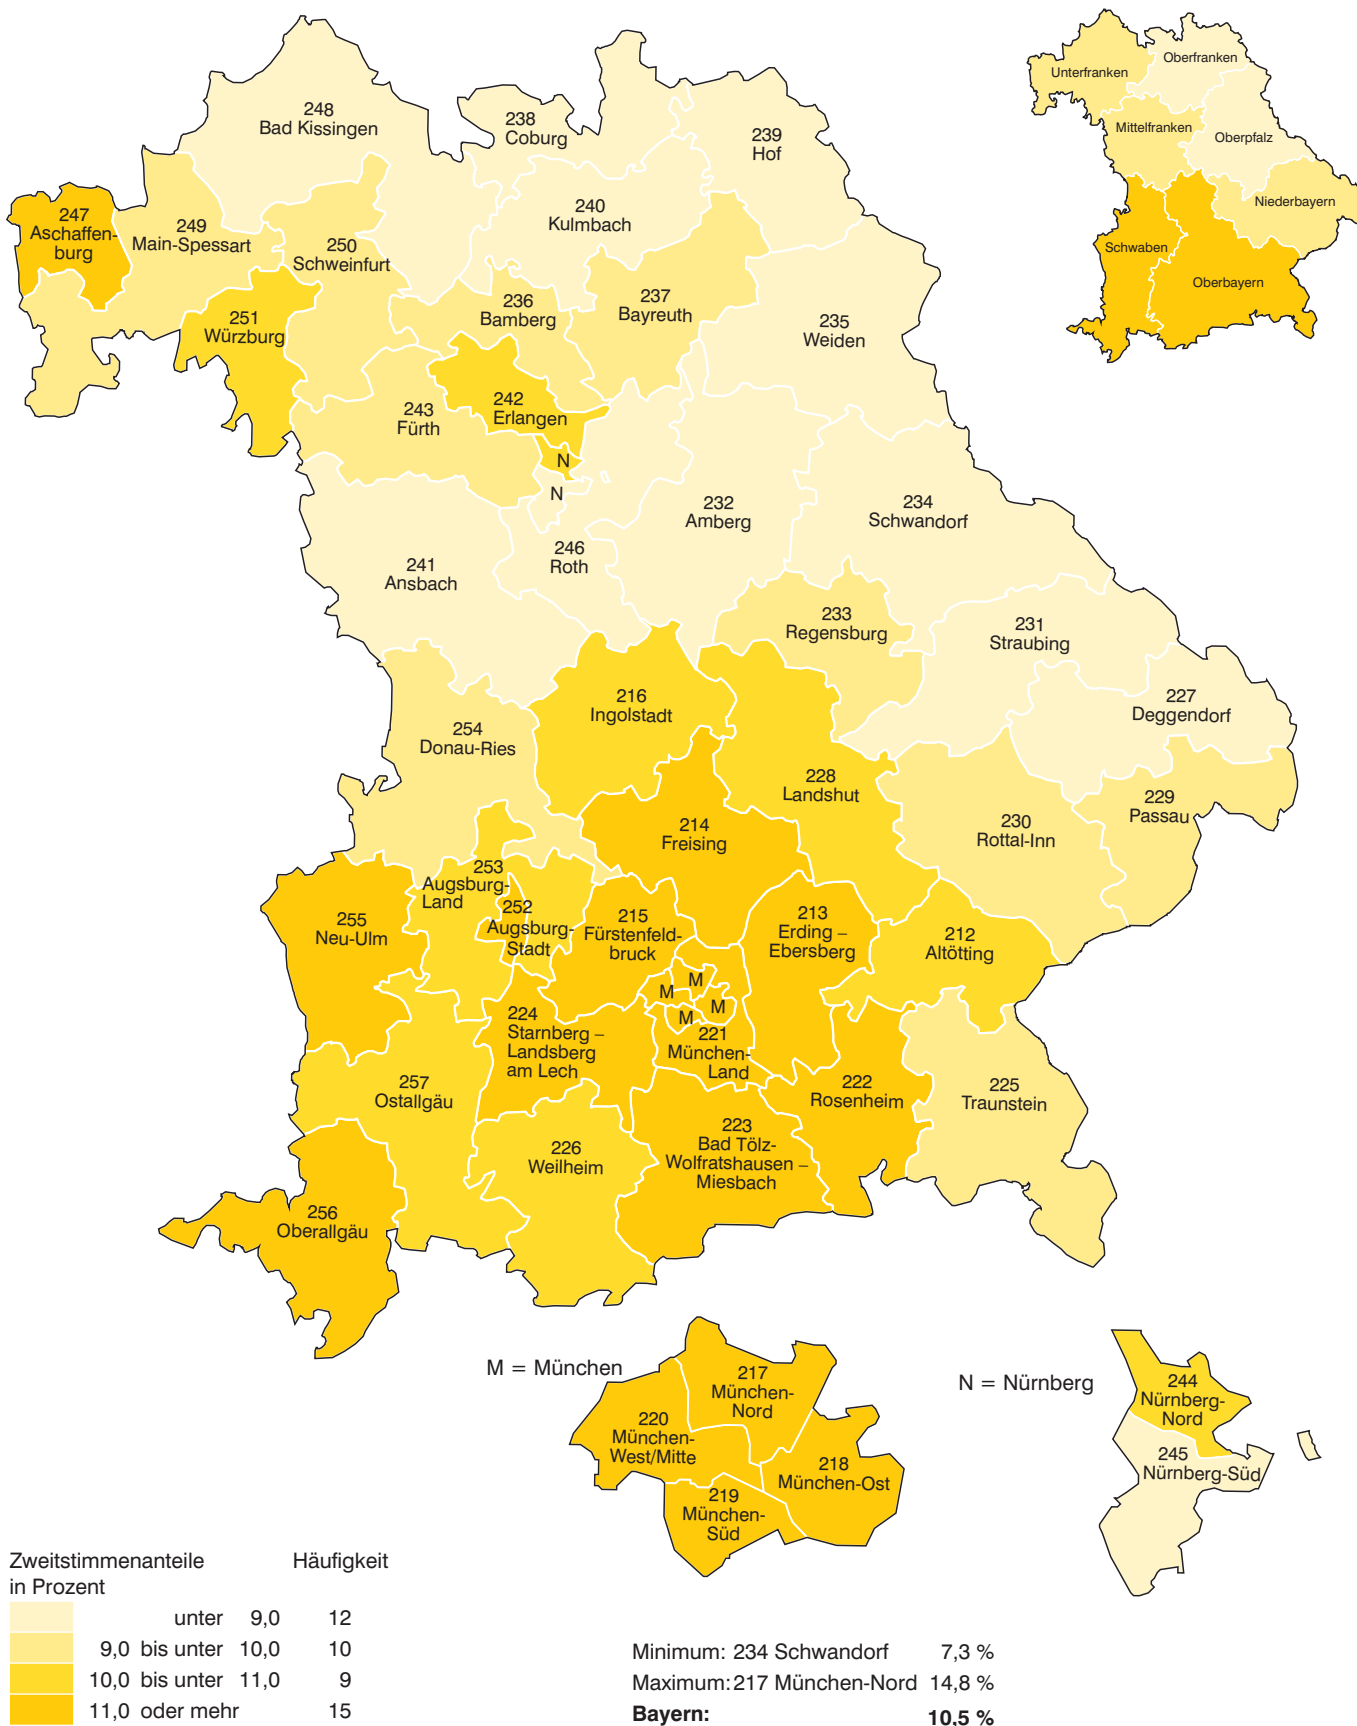 248
Bad Kissingen
238
Coburg
239
Hof
247
Aschaffen-
burg
249
Main-Spessart
250
Schweinfurt
240
Kulmbach
251
Würzburg
236
Bamberg
237
Bayreuth
235
Weiden
243
Fürth
242
Erlangen
N
N
232
Amberg
234
Schwandorf
241
Ansbach
246
Roth
233
Regensburg
231
Straubing
227
Deggendorf
216
Ingolstadt
254
Donau-Ries
228
Landshut
229
Passau
230
Rottal-Inn
214
Freising
253
Augsburg-
Land
252
Augsburg-
Stadt
255
Neu-Ulm
215
Fürstenfeld-
bruck
213
Erding –
Ebersberg
212
Altötting
M
M
M
M
224
Starnberg –
Landsberg
am Lech
221
München-
Land
222
Rosenheim
225
Traunstein
257
Ostallgäu
226
Weilheim
223
Bad Tölz-
Wolfratshausen –
Miesbach
256
Oberallgäu
Unterfranken
Oberfranken
Mittelfranken
Oberpfalz
Niederbayern
Schwaben
Oberbayern
M = München
217
München-
Nord
220
München-
West/Mitte
218
München-Ost
219
München-
Süd
N = Nürnberg
244
Nürnberg-
Nord
245
Nürnberg-Süd
Zweitstimmenanteile Häufigkeit
in Prozent
unter 9,0 12
9,0 bis unter 10,0 10
10,0 bis unter 11,0 9
11,0 oder mehr 15
Minimum: 234 Schwandorf 7,3 %
Maximum: 217 München-Nord 14,8 %
Bayern: 10,5 %